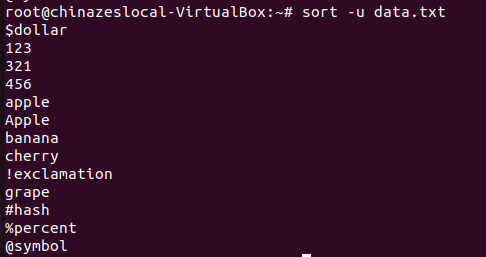 root@chinazeslocal-VirtualBox:~# sort -u data.txt
$dollar
123
321
456
apple
Apple
banana
cherry
!exclamation
grape
#hash
%percent
@symbol